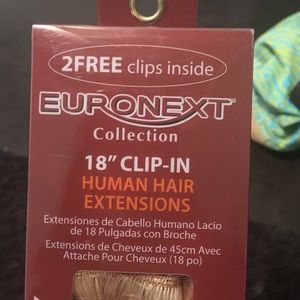 2FREE clips inside
EURONEXT
Collection
18" CLIP-IN
HUMAN HAIR
EXTENSIONS
Extensiones de Cabello Humano Lacio
de 18 Pulgadas con Broche
Extensions de Cheveux de 45cm Avec
Attache Pour Cheveux (18 po)